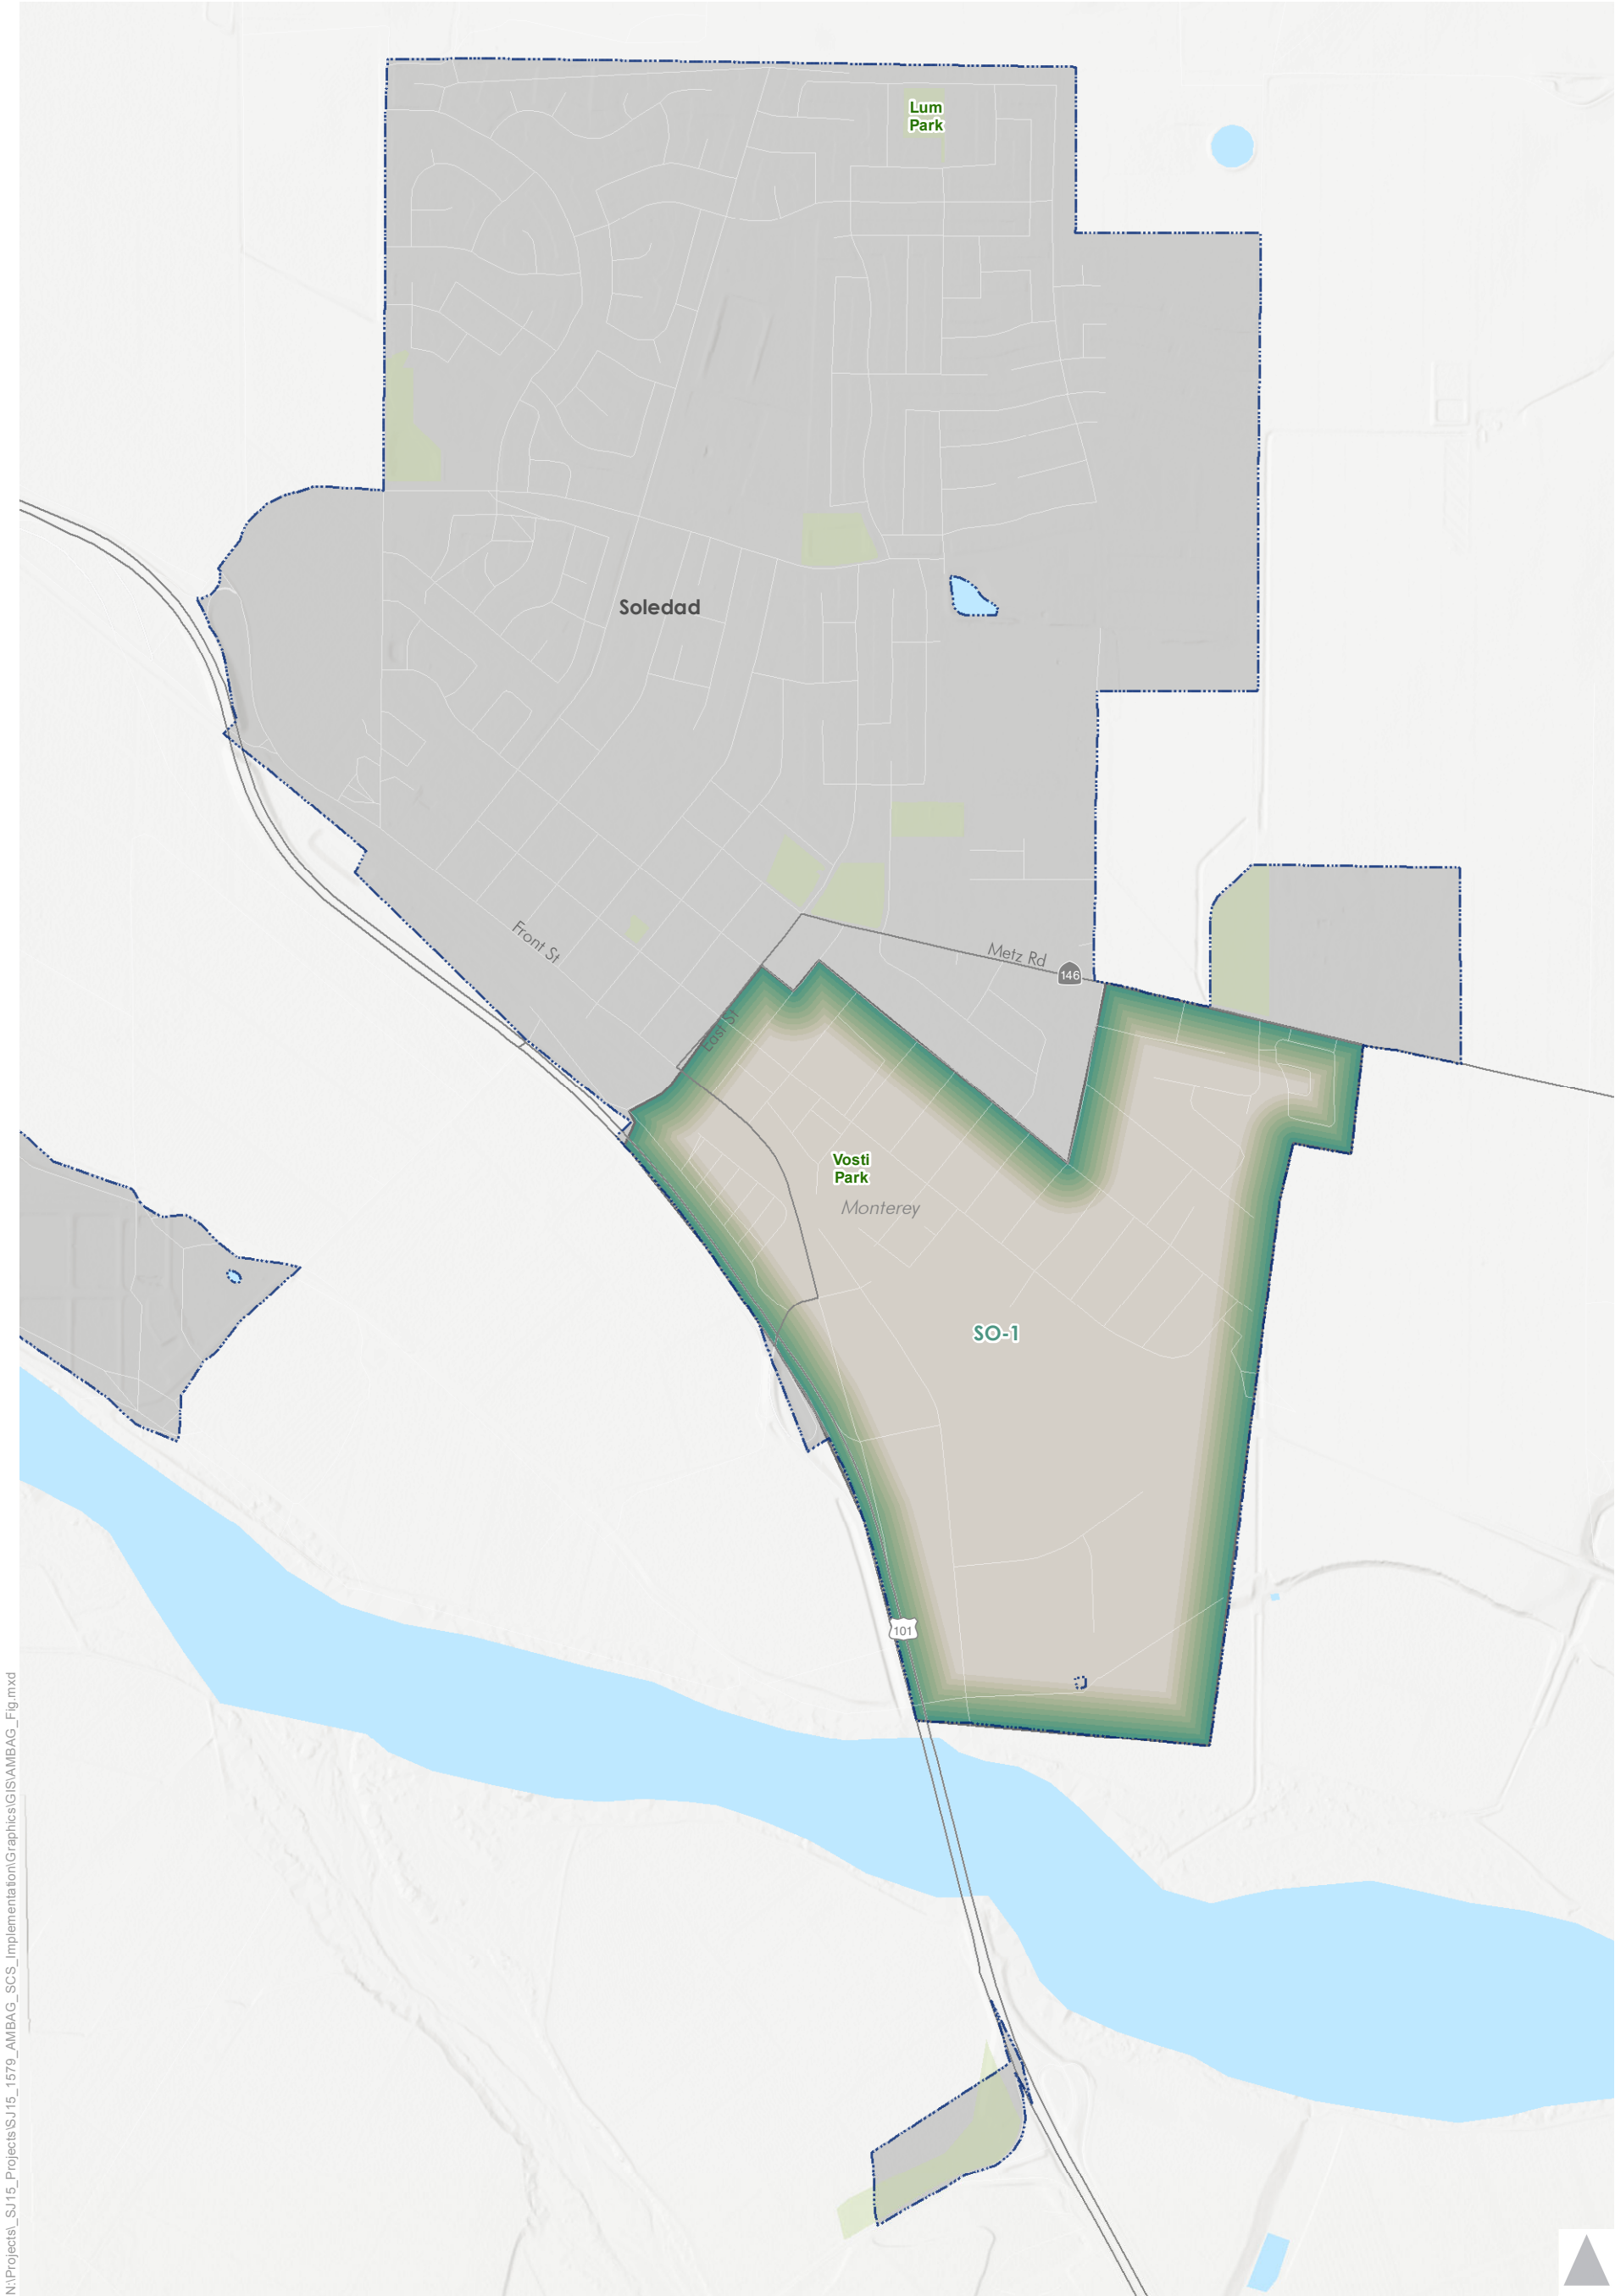 Lum
Park
Soledad
Front St
Metz Rd
146
East St
Vosti
Park
Monterey
SO-1
101
N:\Projects\_SJ15_Projects\SJ15_1579_AMBAG_SCS_Implementation\Graphics\GIS\AMBAG_Fig.mxd